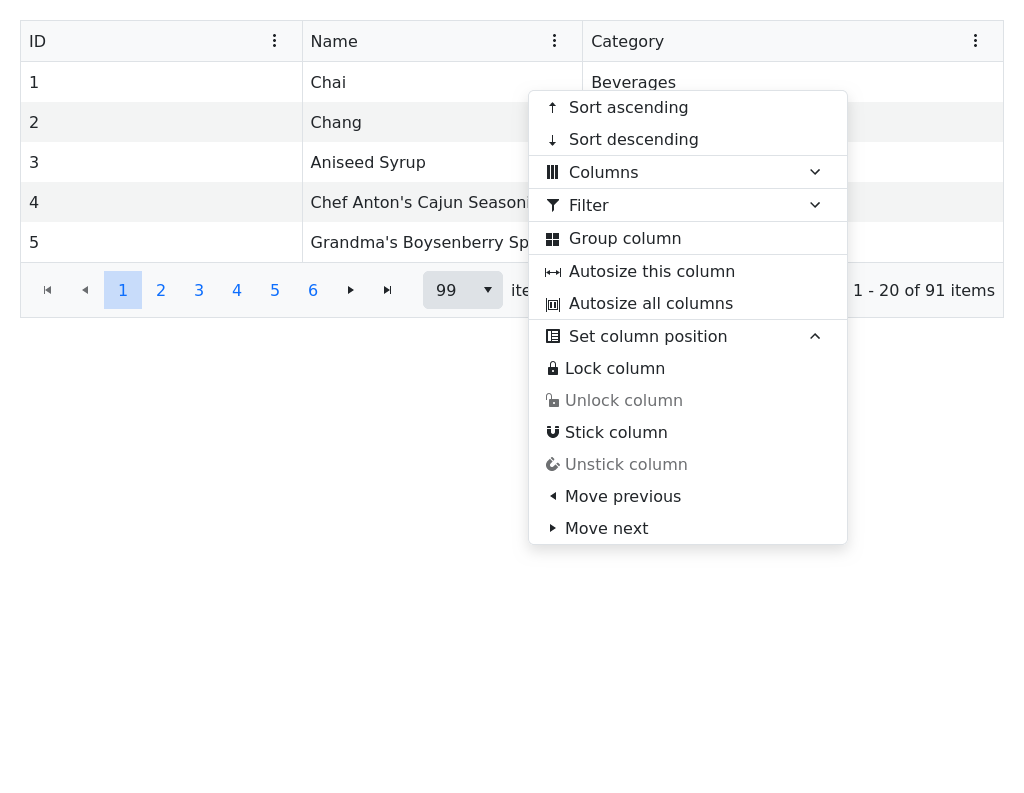 ID Name Category
1 Chai Beverages
2 Chang
3 Aniseed Syrup
4 Chef Anton's Cajun Seasoni
5 Grandma's Boysenberry Sp
1 2 3 4 5 6 99 ite 1 - 20 of 91 items
Sort ascending
Sort descending
Columns
Filter
Group column
Autosize this column
Autosize all columns
Set column position
Lock column
Unlock column
Stick column
Unstick column
Move previous
Move next